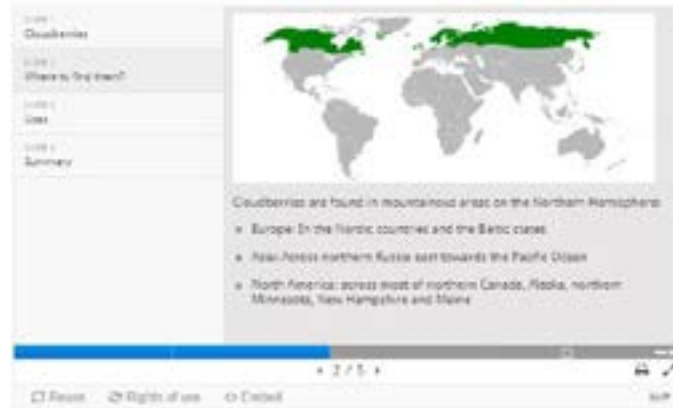 Cloudberries
Where to find them?
Uses
Summary
Cloudberries are found in mountainous areas on the Northern Hemisphere:
Europe: In the Nordic countries and the Baltic states
Asia: Across northern Russia east towards the Pacific Ocean
North America: across most of northern Canada, Alaska, northern
Minnesota, New Hampshire and Maine
2 / 5
Reuse
Rights of use
Embed
H5P